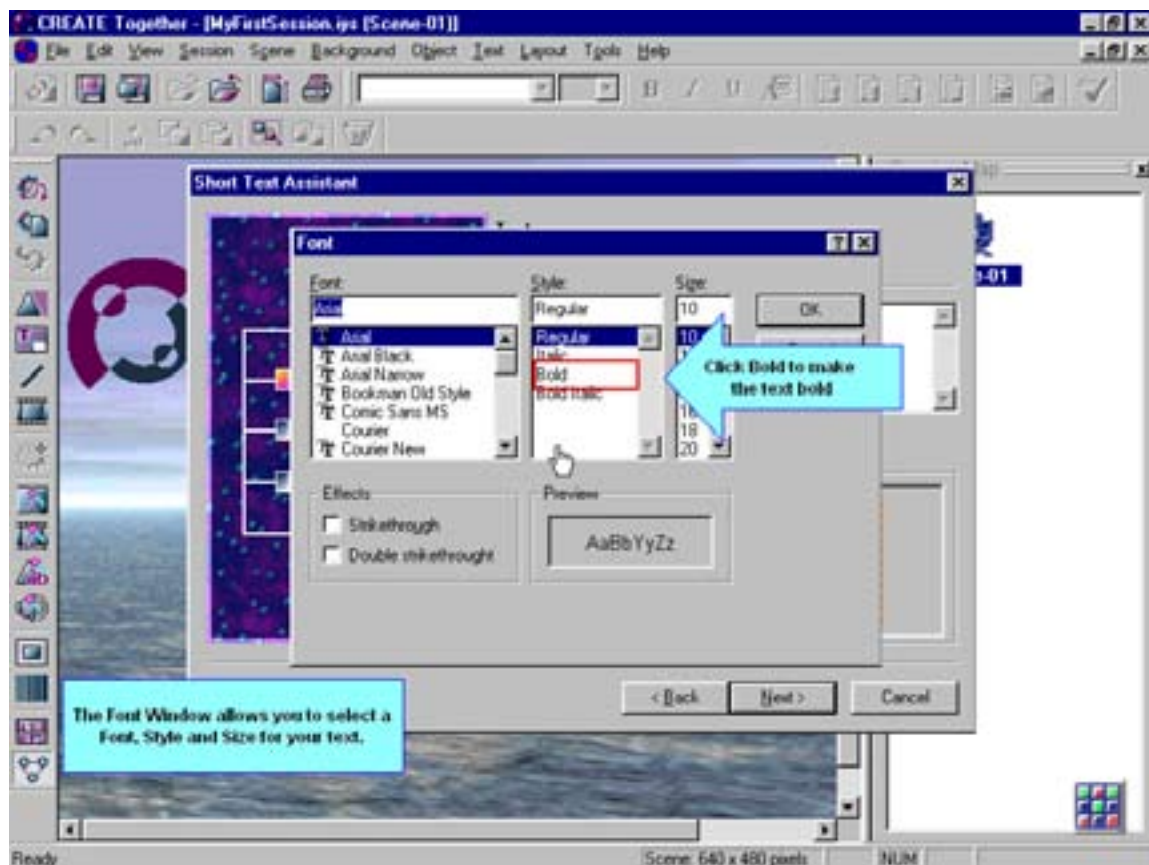 CREATE Together - [MyFirstSession.iys [Scene-01]]
File Edit View Session Scene Background Object Text Layout Tools Help
B I U
Short Text Assistant
Font
Font: Style: Size:
Arial Regular 10 OK
Arial Regular 10
Arial Black Italic
Arial Narrow Bold
Bookman Old Style Bold Italic
Comic Sans MS
Courier 18
Courier New 20
Click Bold to make
the text bold
Effects Preview
Strikethrough
Double strikethrought
AaBbYyZz
< Back Next > Cancel
The Font Window allows you to select a
Font, Style and Size for your text.
Ready Scene: 640 x 480 pixels NUM